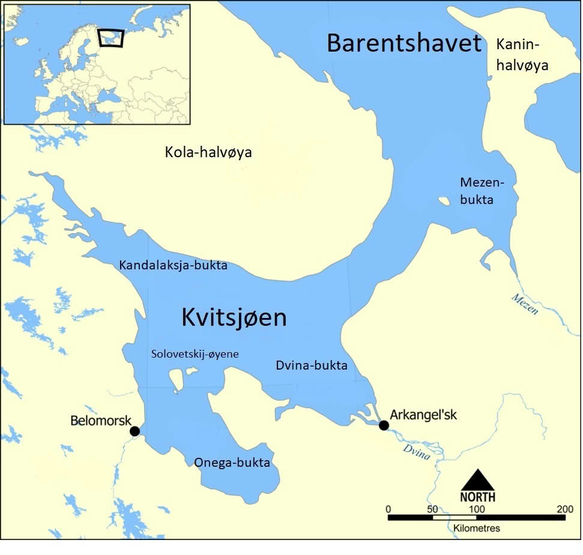 Barentshavet
Kanin-
halvøya
Kola-halvøya
Mezen-
bukta
Kandalaksja-bukta
Mezen
Kvitsjøen
Solovetskij-øyene
Dvina-bukta
Belomorsk
Arkangel'sk
Dvina
Onega-bukta
NORTH
0 50 100 200
Kilometres